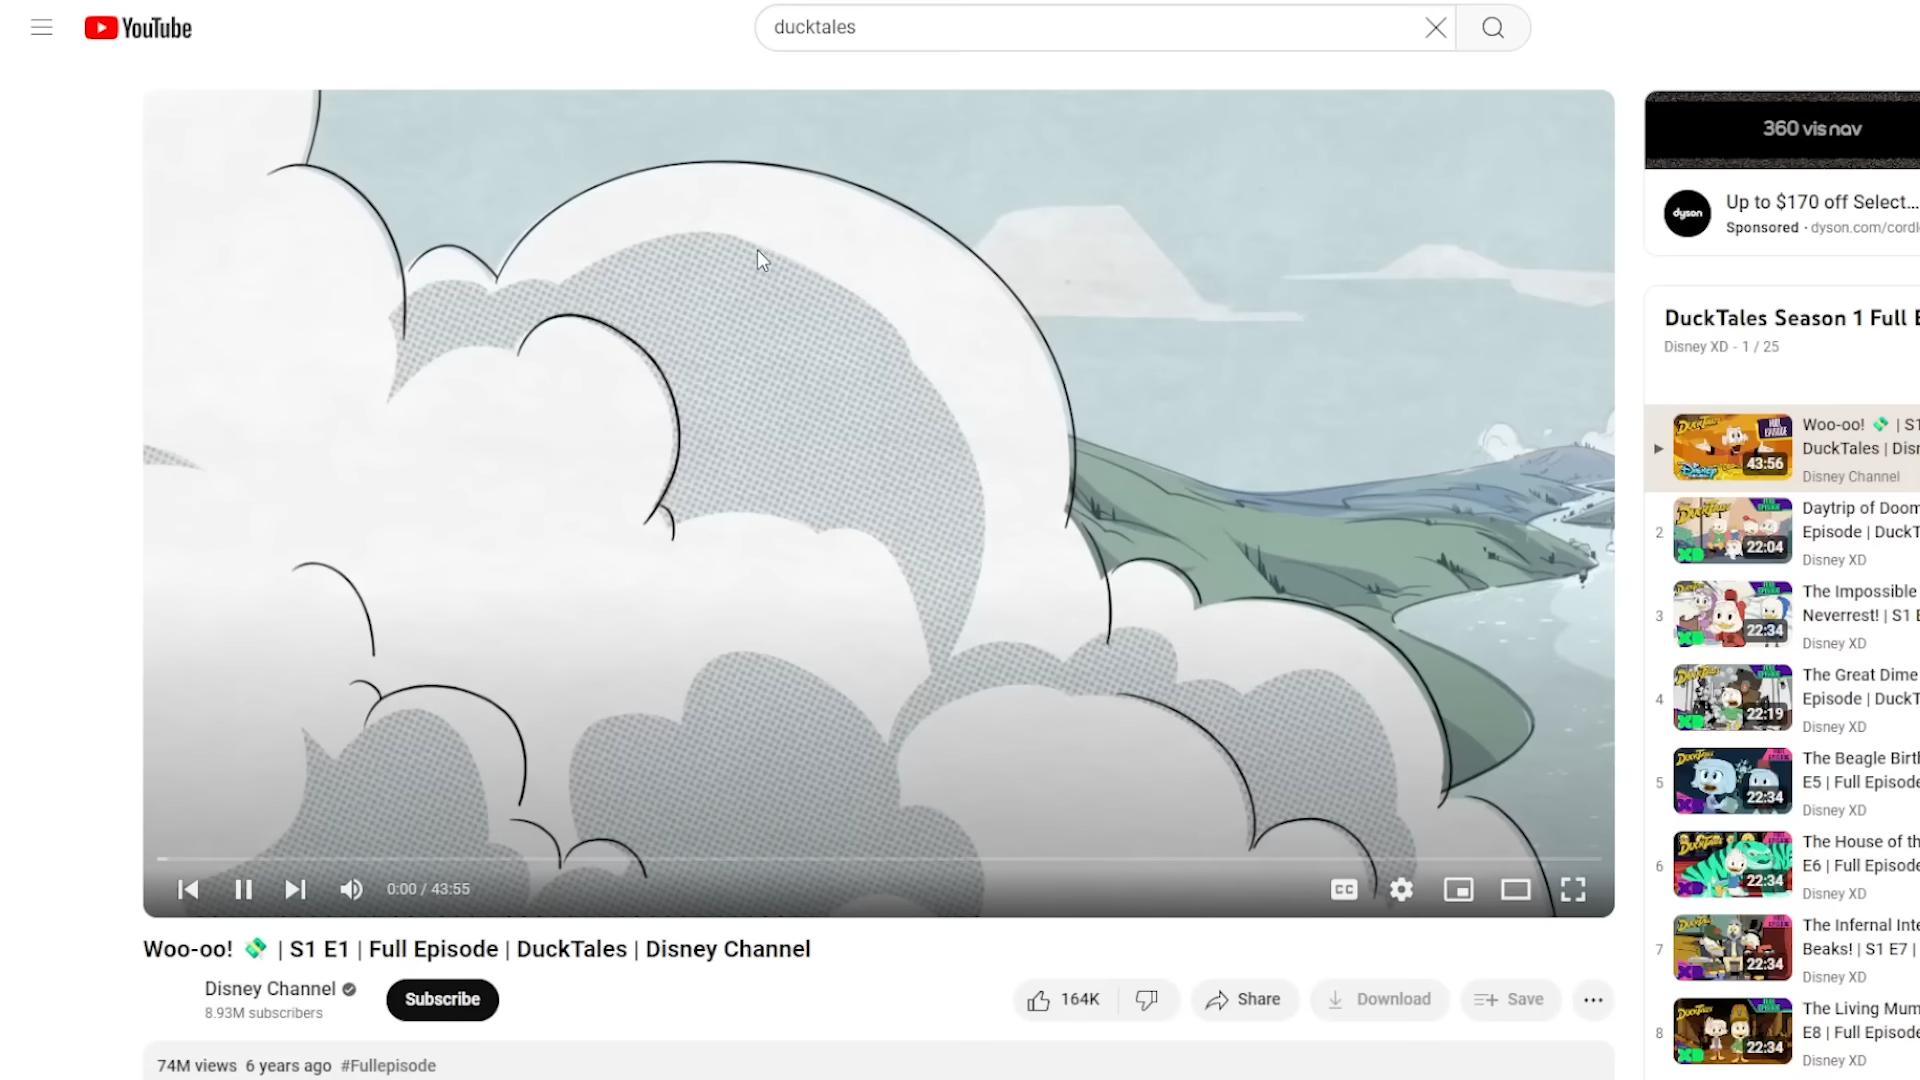 YouTube
ducktales
360 vis nav
dyson
Up to $170 off Select...
Sponsored · dyson.com/cordl
DuckTales Season 1 Full
Disney XD - 1 / 25
Woo-oo! 💸 | S1
DuckTales | Disn
Disney Channel
43:56
2
Daytrip of Doom
Episode | DuckT
Disney XD
22:04
3
The Impossible
Neverrest! | S1 E
Disney XD
22:34
4
The Great Dime
Episode | DuckT
Disney XD
22:19
5
The Beagle Birth
E5 | Full Episode
Disney XD
22:34
6
The House of th
E6 | Full Episode
Disney XD
22:34
7
The Infernal Inte
Beaks! | S1 E7 |
Disney XD
22:34
8
The Living Mum
E8 | Full Episode
Disney XD
22:34
0:00 / 43:55
CC
Woo-oo! 💸 | S1 E1 | Full Episode | DuckTales | Disney Channel
Disney Channel
8.93M subscribers
Subscribe
164K
Share
Download
Save
74M views 6 years ago #Fullepisode